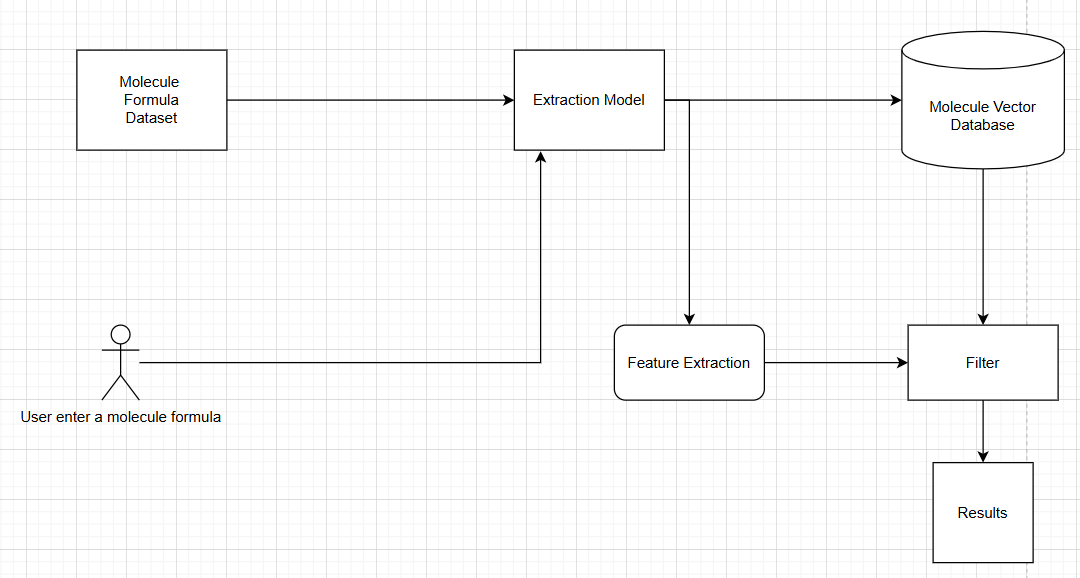 Molecule
Formula
Dataset
Extraction Model
Molecule Vector
Database
User enter a molecule formula
Feature Extraction
Filter
Results